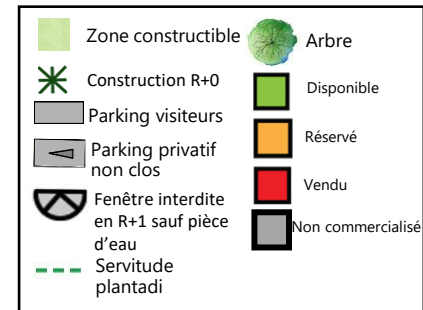 Zone constructible
Construction R+0
Parking visiteurs
Parking privatif
non clos
Fenêtre interdite
en R+1 sauf pièce
d'eau
Servitude
plantadi
Arbre
Disponible
Réservé
Vendu
Non commercialisé